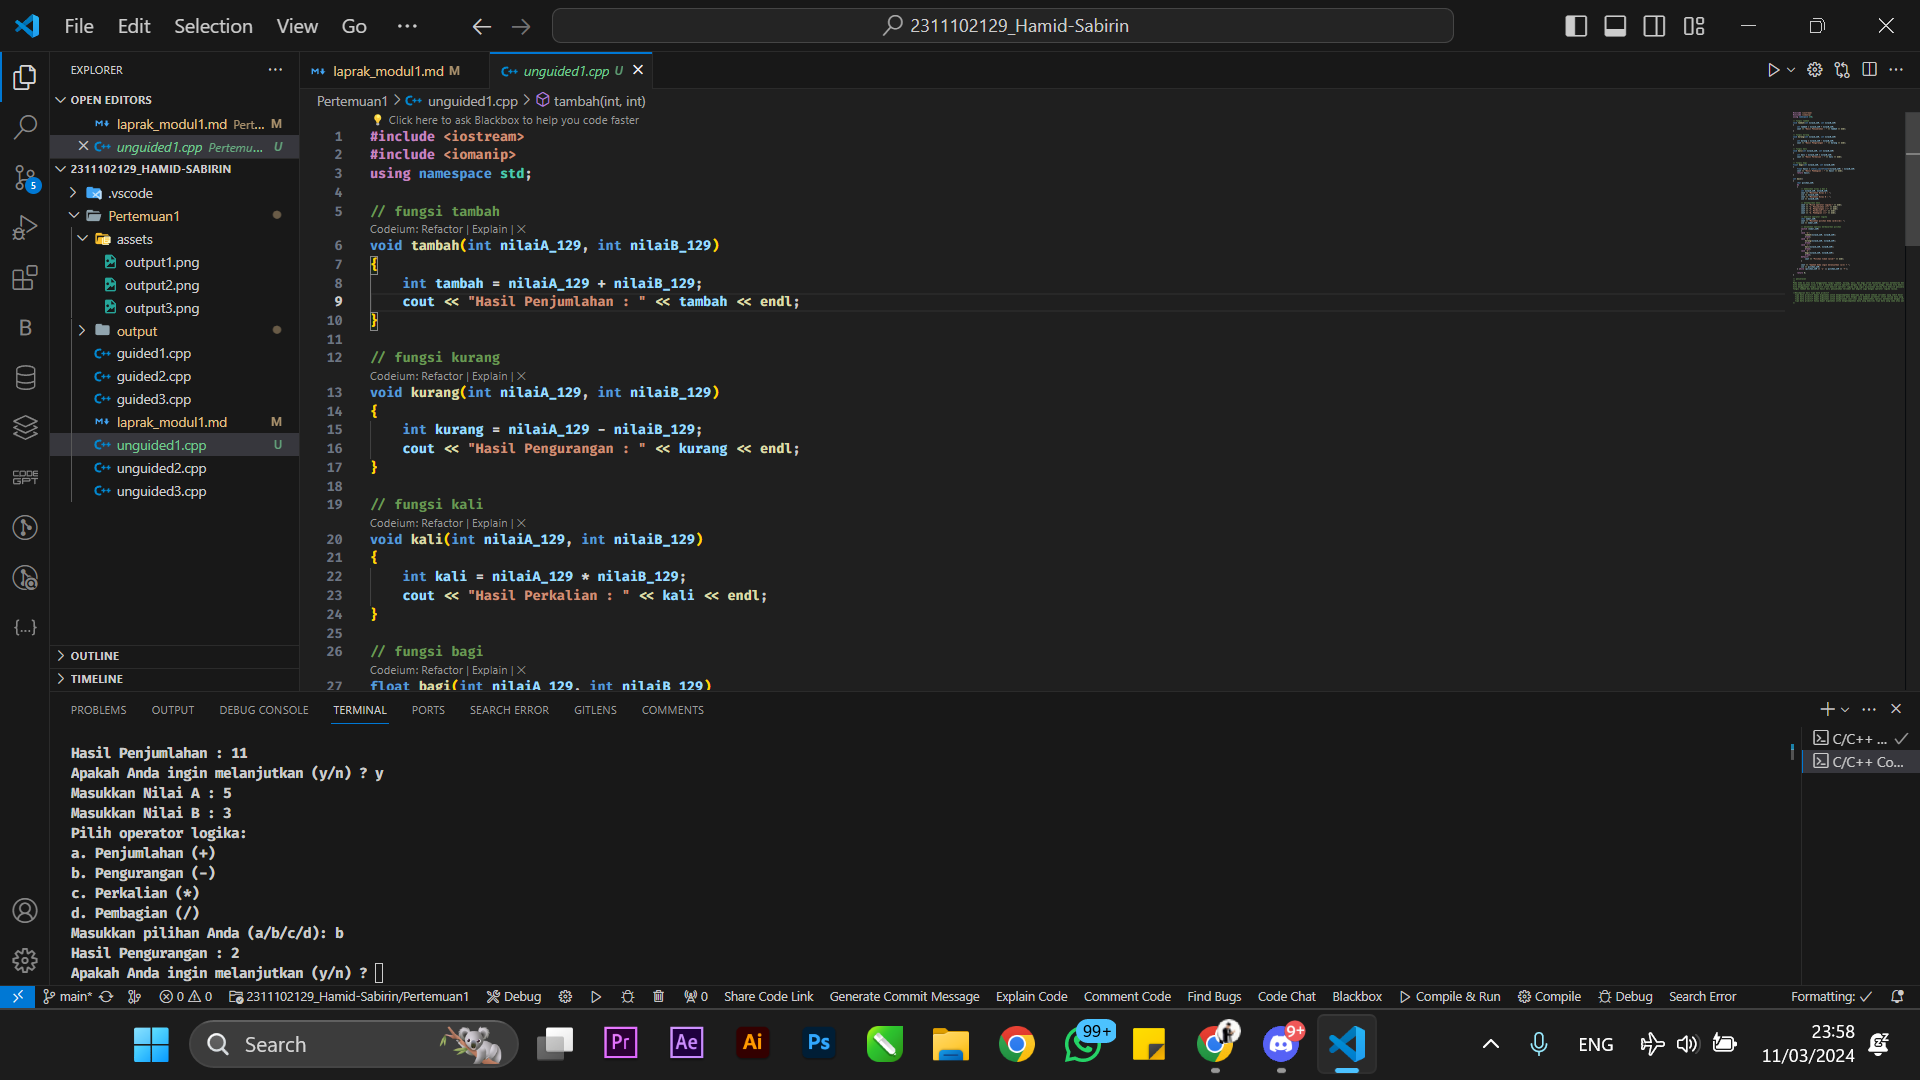 File Edit Selection View Go ··· 2311102129_Hamid-Sabirin
EXPLORER
OPEN EDITORS
laprak_modul1.md Pert... M
unguided1.cpp Pertemu... U
2311102129_HAMID-SABIRIN
.vscode
Pertemuan1
assets
output1.png
output2.png
output3.png
output
guided1.cpp
guided2.cpp
guided3.cpp
laprak_modul1.md M
unguided1.cpp U
unguided2.cpp
unguided3.cpp
OUTLINE
TIMELINE
5
B
CODE GPT
laprak_modul1.md M unguided1.cpp U
Pertemuan1 > unguided1.cpp > tambah(int, int)
Click here to ask Blackbox to help you code faster
1 #include <iostream>
2 #include <iomanip>
3 using namespace std;
4
5 // fungsi tambah
Codeium: Refactor | Explain | X
6 void tambah(int nilaiA_129, int nilaiB_129)
7 {
8 int tambah = nilaiA_129 + nilaiB_129;
9 cout << "Hasil Penjumlahan : " << tambah << endl;
10 }
11
12 // fungsi kurang
Codeium: Refactor | Explain | X
13 void kurang(int nilaiA_129, int nilaiB_129)
14 {
15 int kurang = nilaiA_129 - nilaiB_129;
16 cout << "Hasil Pengurangan : " << kurang << endl;
17 }
18
19 // fungsi kali
Codeium: Refactor | Explain | X
20 void kali(int nilaiA_129, int nilaiB_129)
21 {
22 int kali = nilaiA_129 * nilaiB_129;
23 cout << "Hasil Perkalian : " << kali << endl;
24 }
25
26 // fungsi bagi
Codeium: Refactor | Explain | X
27 float bagi(int nilaiA_129, int nilaiB_129)
PROBLEMS OUTPUT DEBUG CONSOLE TERMINAL PORTS SEARCH ERROR GITLENS COMMENTS
Hasil Penjumlahan : 11
Apakah Anda ingin melanjutkan (y/n) ? y
Masukkan Nilai A : 5
Masukkan Nilai B : 3
Pilih operator logika:
a. Penjumlahan (+)
b. Pengurangan (-)
c. Perkalian (*)
d. Pembagian (/)
Masukkan pilihan Anda (a/b/c/d): b
Hasil Pengurangan : 2
Apakah Anda ingin melanjutkan (y/n) ?
C/C++ ...
C/C++ Co...
main* 0 0 2311102129_Hamid-Sabirin/Pertemuan1 Debug 0 Share Code Link Generate Commit Message Explain Code Comment Code Find Bugs Code Chat Blackbox Compile & Run Compile Debug Search Error Formatting: ✓
Search Pr Ae Ai Ps 99+ 9+ ENG 23:58
11/03/2024